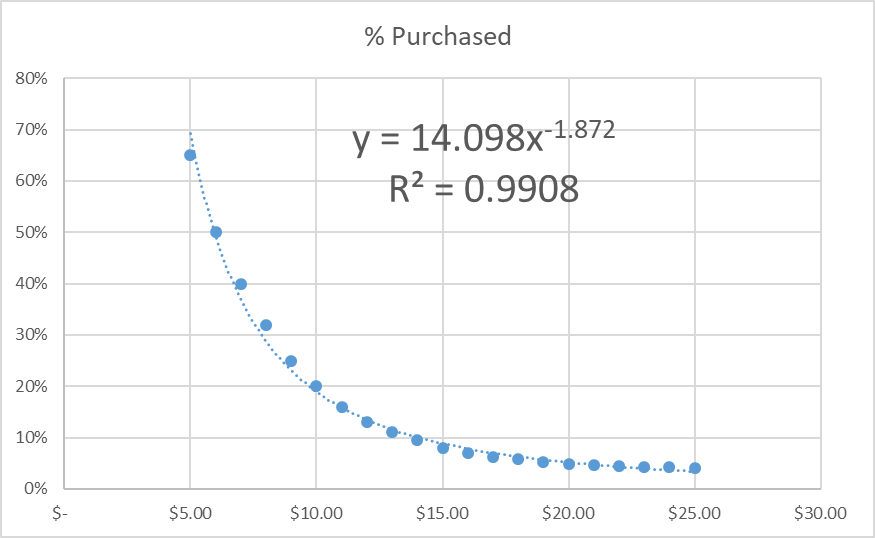 % Purchased
80%
70%
60%
50%
40%
30%
20%
10%
0%
y = 14.098x^-1.872
R² = 0.9908
$- $5.00 $10.00 $15.00 $20.00 $25.00 $30.00